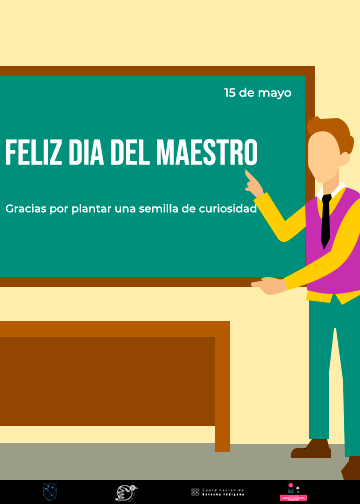 15 de mayo
FELIZ DIA DEL MAESTRO
Gracias por plantar una semilla de curiosidad
Coordinación de
Derecho Indígena